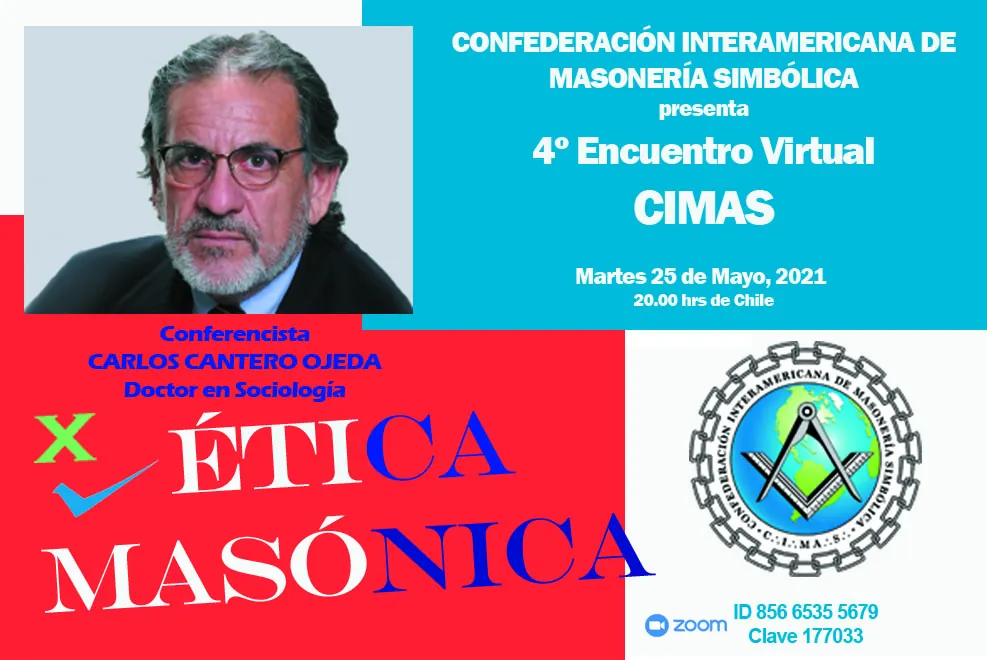 CONFEDERACIÓN INTERAMERICANA DE
MASONERÍA SIMBÓLICA
presenta
4º Encuentro Virtual
CIMAS
Martes 25 de Mayo, 2021
20.00 hrs de Chile
Conferencista
CARLOS CANTERO OJEDA
Doctor en Sociología
X
ÉTICA
MASÓNICA
CONFEDERACIÓN INTERAMERICANA DE MASONERÍA SIMBÓLICA
• C∴I∴M∴A∴S∴ •
zoom
ID 856 6535 5679
Clave 177033